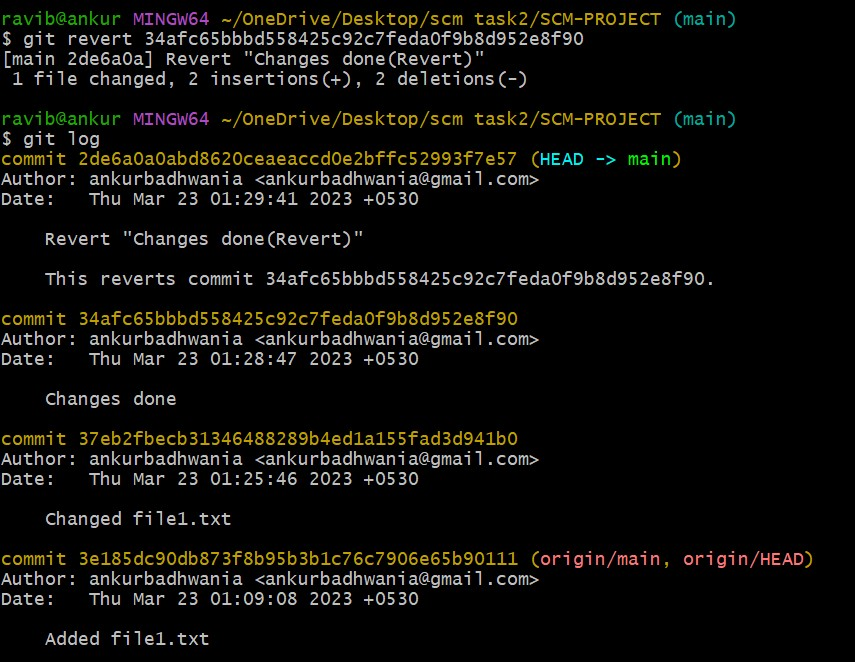 ravib@ankur MINGW64 ~/OneDrive/Desktop/scm task2/SCM-PROJECT (main)
$ git revert 34afc65bbbd558425c92c7feda0f9b8d952e8f90
[main 2de6a0a] Revert "Changes done(Revert)"
 1 file changed, 2 insertions(+), 2 deletions(-)
ravib@ankur MINGW64 ~/OneDrive/Desktop/scm task2/SCM-PROJECT (main)
$ git log
commit 2de6a0a0abd8620ceaeaccd0e2bffc52993f7e57 (HEAD -> main)
Author: ankurbadhwania <ankurbadhwania@gmail.com>
Date:   Thu Mar 23 01:29:41 2023 +0530
    Revert "Changes done(Revert)"
    This reverts commit 34afc65bbbd558425c92c7feda0f9b8d952e8f90.
commit 34afc65bbbd558425c92c7feda0f9b8d952e8f90
Author: ankurbadhwania <ankurbadhwania@gmail.com>
Date:   Thu Mar 23 01:28:47 2023 +0530
    Changes done
commit 37eb2fbecb31346488289b4ed1a155fad3d941b0
Author: ankurbadhwania <ankurbadhwania@gmail.com>
Date:   Thu Mar 23 01:25:46 2023 +0530
    Changed file1.txt
commit 3e185dc90db873f8b95b3b1c76c7906e65b90111 (origin/main, origin/HEAD)
Author: ankurbadhwania <ankurbadhwania@gmail.com>
Date:   Thu Mar 23 01:09:08 2023 +0530
    Added file1.txt